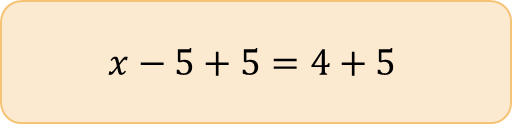 x − 5 + 5 = 4 + 5